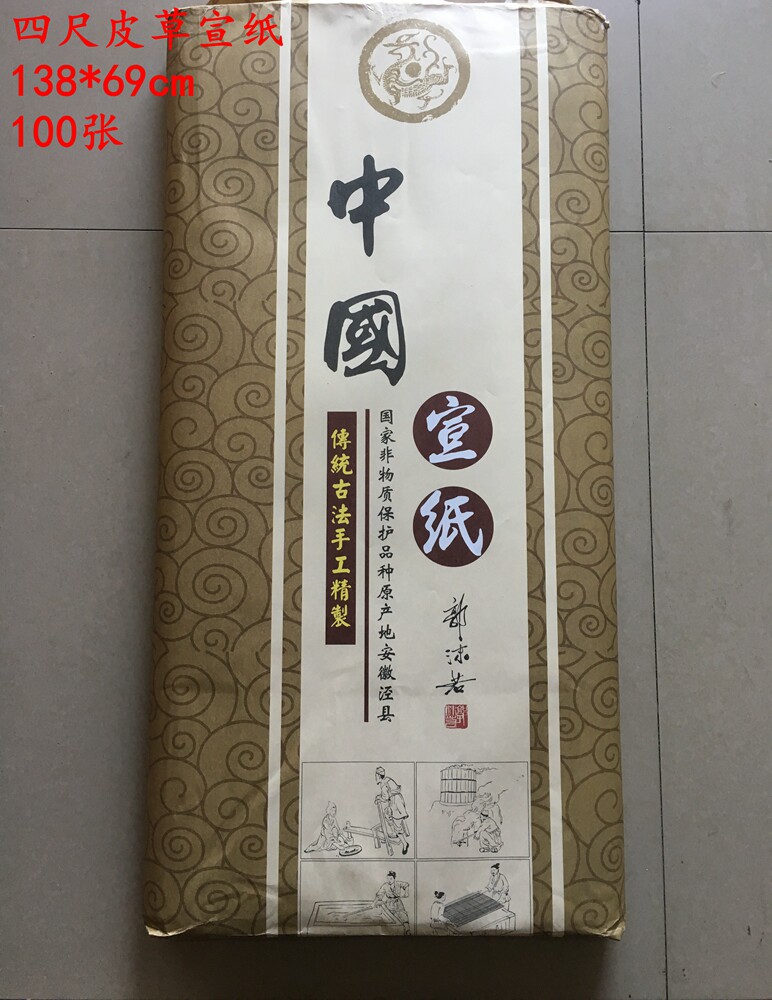 四尺皮草宣纸
138*69cm
100张
中國
宣纸
国家非物质保护品种原产地安徽泾县
傳統古法手工精製
郭沫若